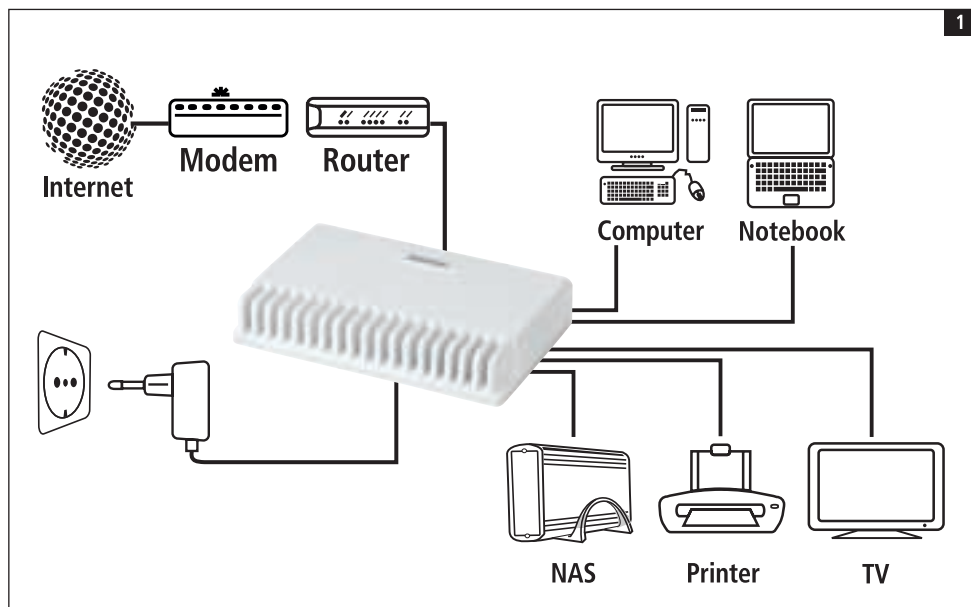 1
Internet
Modem
Router
Computer
Notebook
NAS
Printer
TV